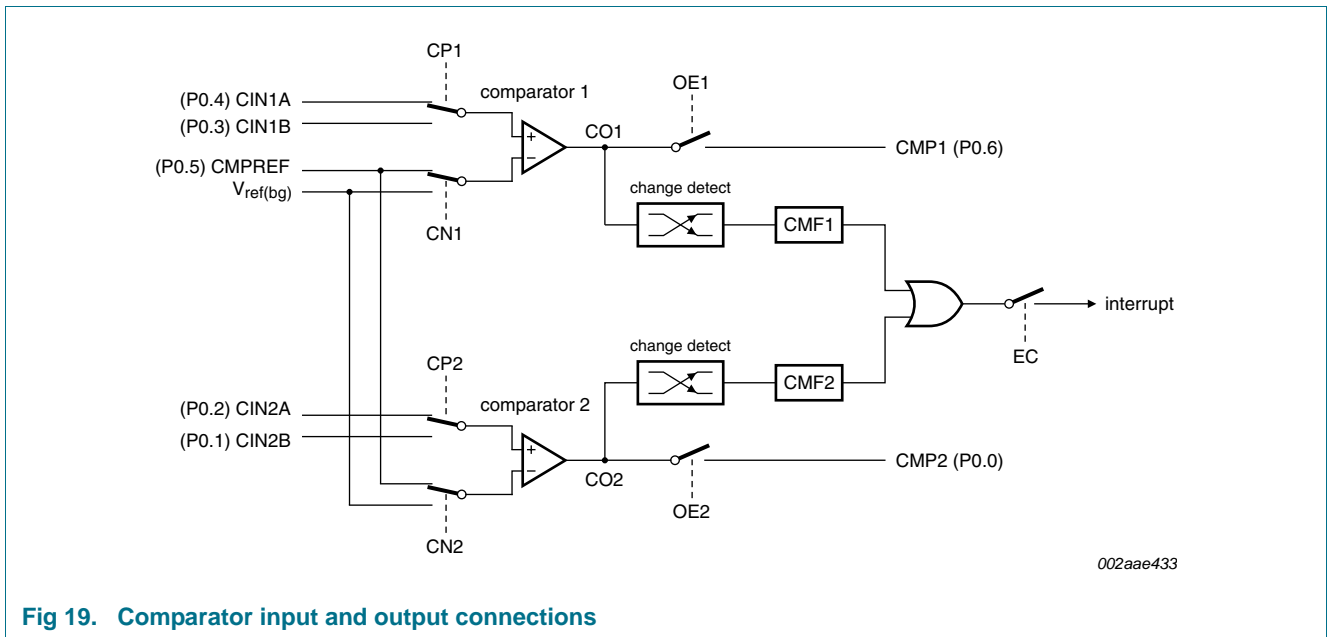 CP1
(P0.4) CIN1A
comparator 1
OE1
(P0.3) CIN1B
+
CO1
CMP1 (P0.6)
−
(P0.5) CMPREF
Vref(bg)
change detect
CN1
CMF1
interrupt
change detect
EC
CP2
CMF2
(P0.2) CIN2A
comparator 2
(P0.1) CIN2B
+
CMP2 (P0.0)
−
CO2
OE2
CN2
002aae433
Fig 19. Comparator input and output connections